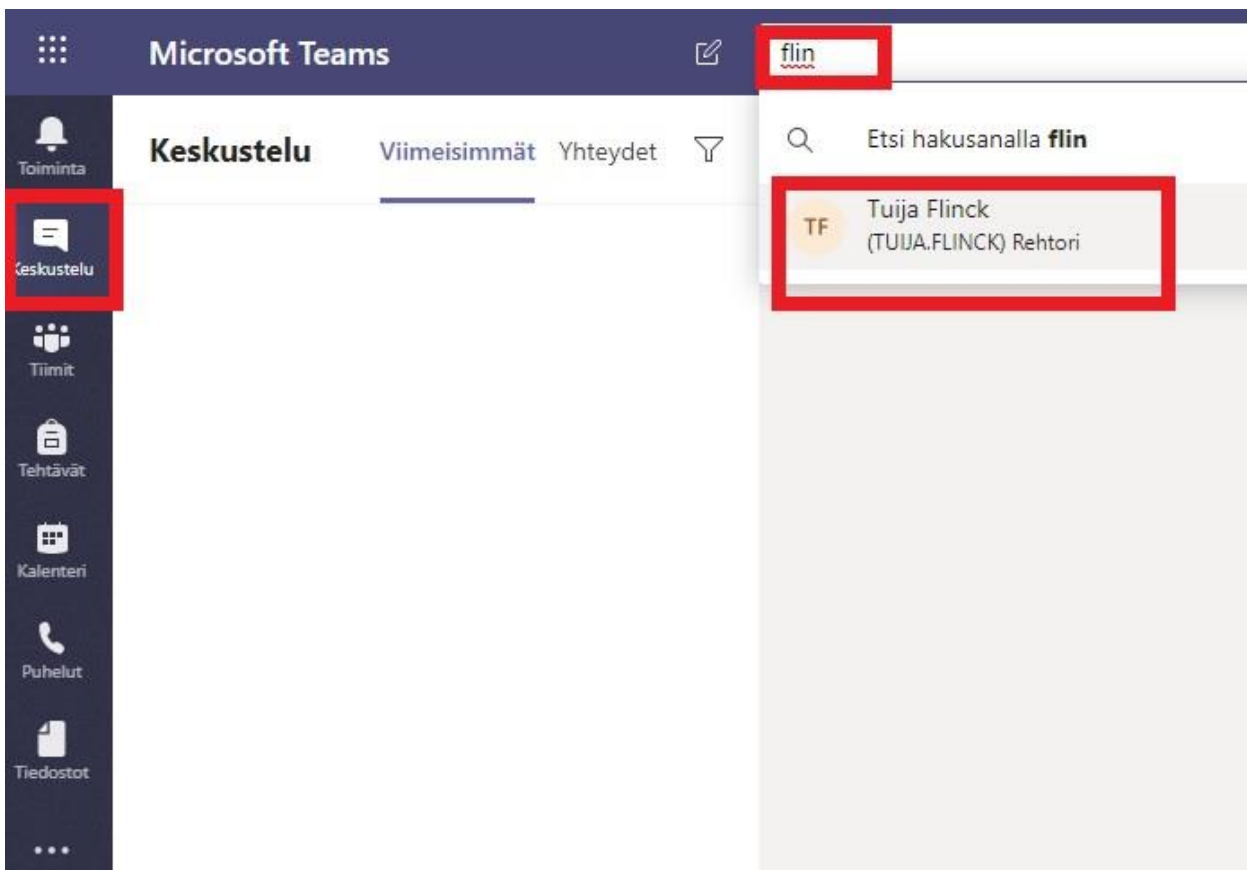 Microsoft Teams
flin
Toiminta
Keskustelu
Viimeisimmät
Yhteydet
Etsi hakusanalla flin
Keskustelu
TF
Tuija Flinck
(TUIJA.FLINCK) Rehtori
Tiimit
Tehtävät
Kalenteri
Puhelut
Tiedostot